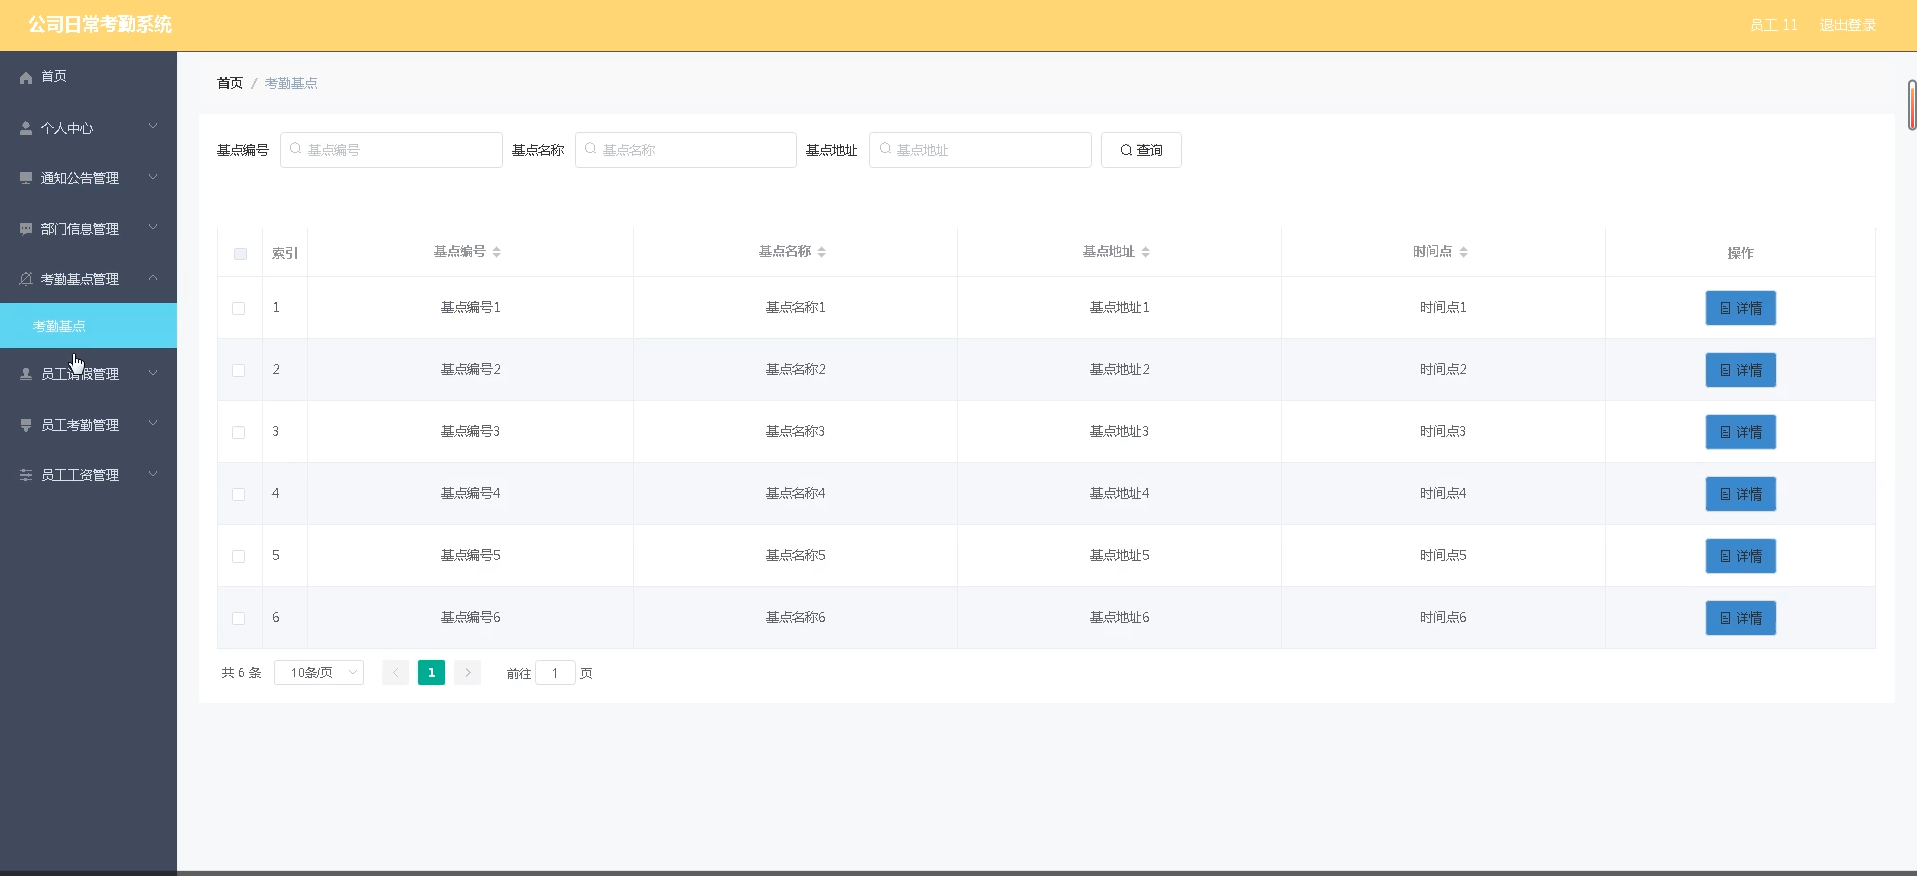 公司日常考勤系统
员工 11 退出登录
首页
个人中心
通知公告管理
部门信息管理
考勤基点管理
考勤基点
员工请假管理
员工考勤管理
员工工资管理
首页 / 考勤基点
基点编号 基点编号 基点名称 基点名称 基点地址 基点地址 查询
索引 基点编号 基点名称 基点地址 时间点 操作
1 基点编号1 基点名称1 基点地址1 时间点1 详情
2 基点编号2 基点名称2 基点地址2 时间点2 详情
3 基点编号3 基点名称3 基点地址3 时间点3 详情
4 基点编号4 基点名称4 基点地址4 时间点4 详情
5 基点编号5 基点名称5 基点地址5 时间点5 详情
6 基点编号6 基点名称6 基点地址6 时间点6 详情
共 6 条 10条/页 1 前往 1 页